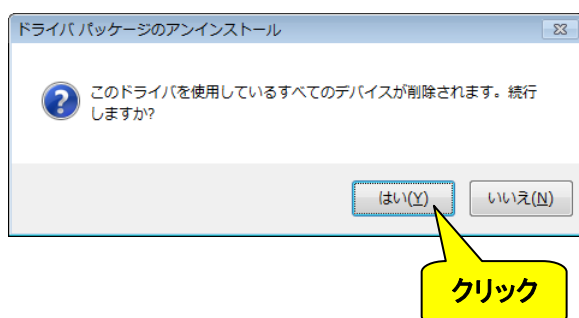 ドライバ パッケージのアンインストール
このドライバを使用しているすべてのデバイスが削除されます。続行
しますか?
はい(Y)
いいえ(N)
クリック